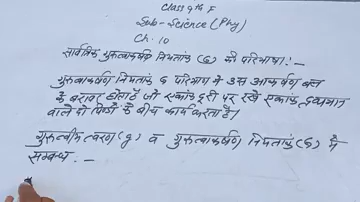 Class 9th F
Sub-Science (Phy)
Ch. 10
सार्वत्रिक गुरुत्वाकर्षण नियतांक (G) की परिभाषा :-
गुरुत्वाकर्षण नियतांक G परिमाण में उस आकर्षण बल
के बराबर होता है जो एकांक दूरी पर रखे एकांक द्रव्यमान
वाले दो पिण्डों के बीच कार्य करता है।
गुरुत्वीय त्वरण (g) व गुरुत्वाकर्षण नियतांक (G) में
सम्बन्ध :-